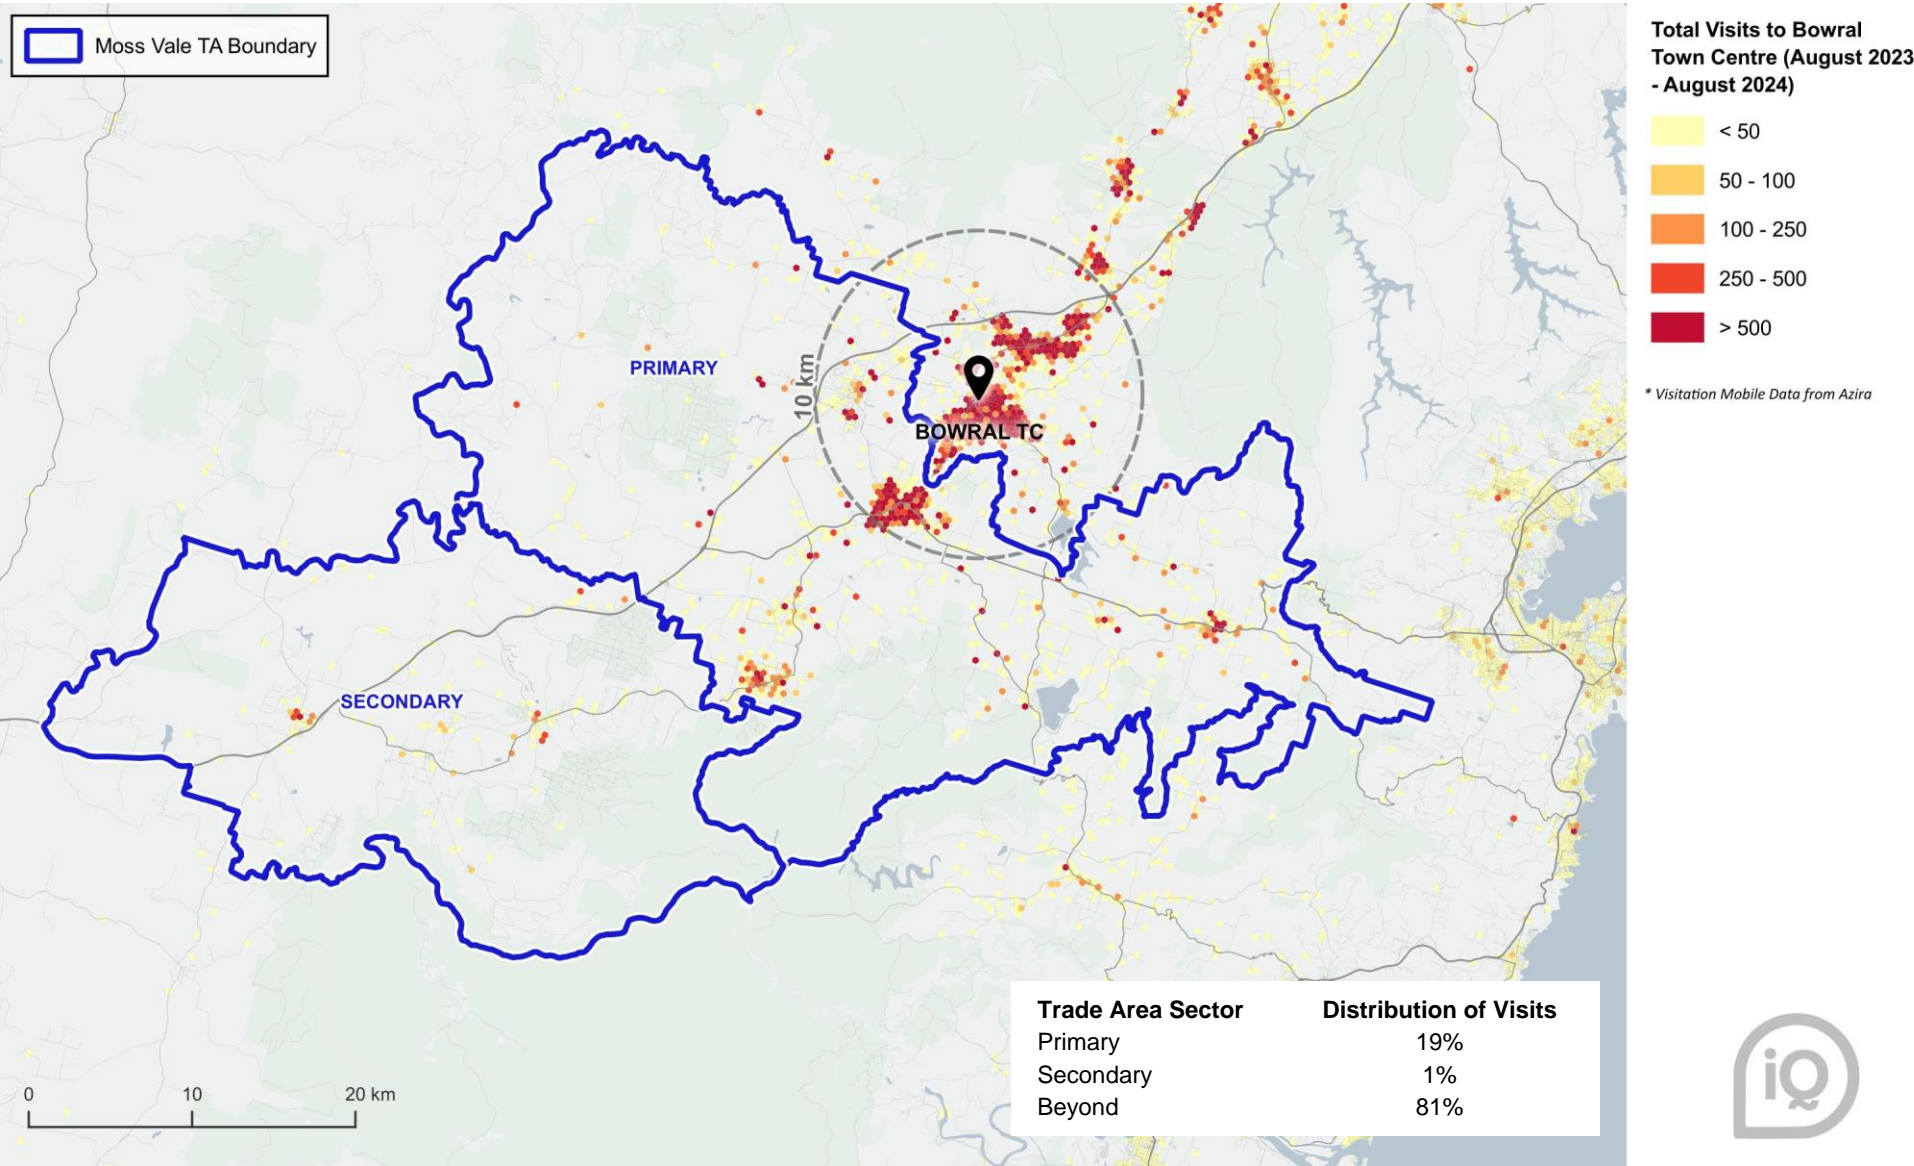 Moss Vale TA Boundary
Total Visits to Bowral
Town Centre (August 2023
- August 2024)
< 50
50 - 100
100 - 250
250 - 500
> 500
* Visitation Mobile Data from Azira
PRIMARY
10 km
BOWRAL TC
SECONDARY
Trade Area Sector Distribution of Visits
Primary 19%
Secondary 1%
Beyond 81%
0 10 20 km
iQ